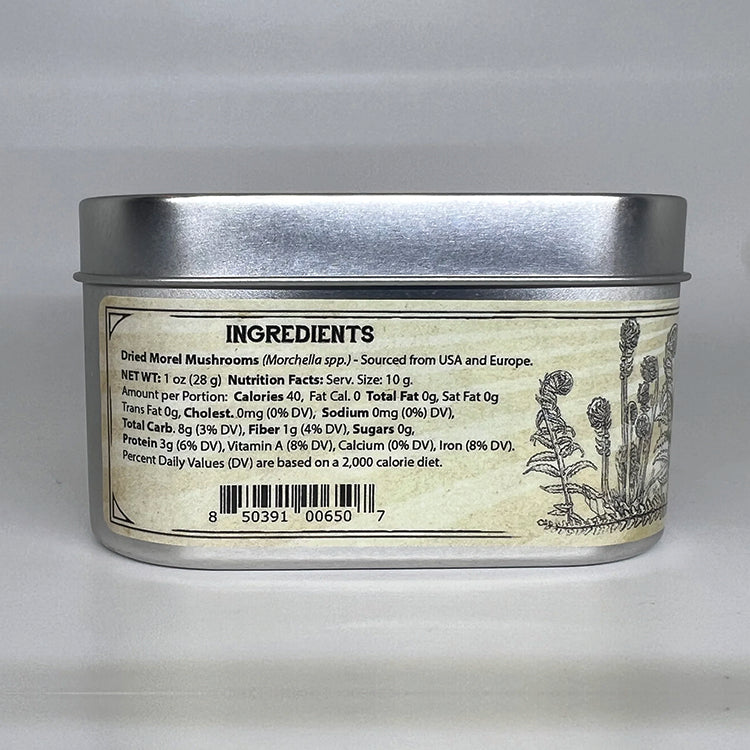 INGREDIENTS
Dried Morel Mushrooms (Morchella spp.) - Sourced from USA and Europe.
NET WT: 1 oz (28 g) Nutrition Facts: Serv. Size: 10 g.
Amount per Portion: Calories 40, Fat Cal. 0 Total Fat 0g, Sat Fat 0g
Trans Fat 0g, Cholest. 0mg (0% DV), Sodium 0mg (0%) DV),
Total Carb. 8g (3% DV), Fiber 1g (4% DV), Sugars 0g,
Protein 3g (6% DV), Vitamin A (8% DV), Calcium (0% DV), Iron (8% DV).
Percent Daily Values (DV) are based on a 2,000 calorie diet.
8 50391 00650 7